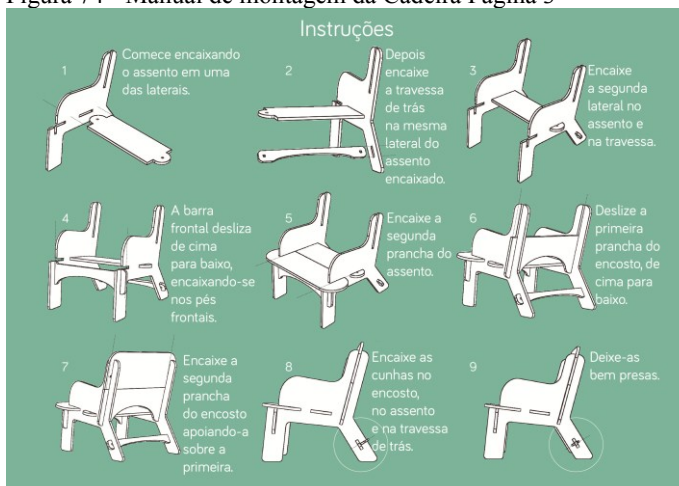 Figura 74 - Manual de montagem da Cadeira Página 3
Instruções
1
Comece encaixando
o assento em uma
das laterais.
2
Depois
encaixe
a travessa
de trás
na mesma
lateral do
assento
encaixado.
3
Encaixe
a segunda
lateral no
assento e
na travessa.
4
A barra
frontal desliza
de cima
para baixo,
encaixando-se
nos pés
frontais.
5
Encaixe a
segunda
prancha do
assento.
6
Deslize a
primeira
prancha do
encosto, de
cima para
baixo.
7
Encaixe a
segunda
prancha
do encosto
apoiando-a
sobre a
primeira.
8
Encaixe as
cunhas no
encosto,
no assento
e na travessa
de trás.
9
Deixe-as
bem presas.